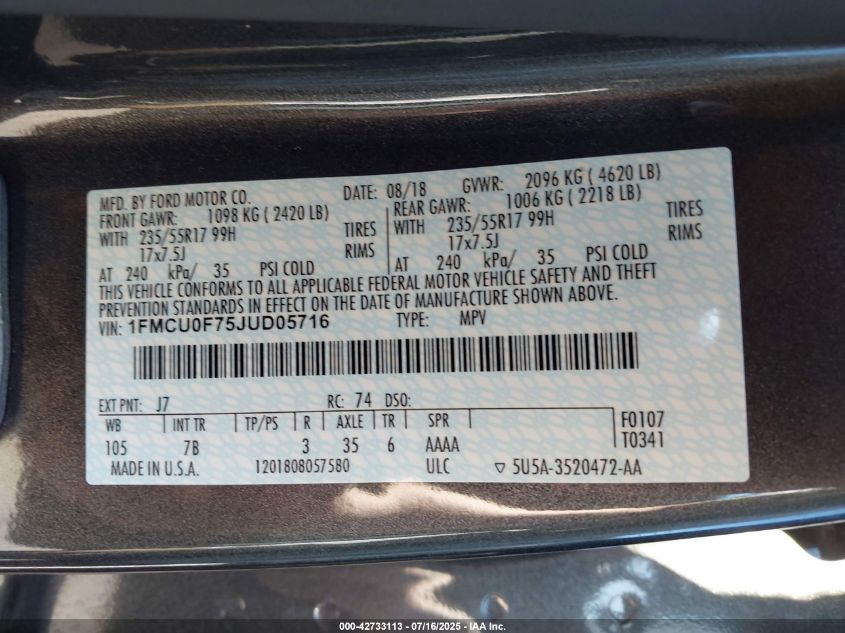 MFD. BY FORD MOTOR CO. DATE: 08/18 GVWR: 2096 KG ( 4620 LB)
FRONT GAWR: 1098 KG ( 2420 LB) REAR GAWR: 1006 KG ( 2218 LB)
WITH 235/55R17 99H TIRES WITH 235/55R17 99H TIRES
17x7.5J RIMS 17x7.5J RIMS
AT 240 kPa/ 35 PSI COLD AT 240 kPa/ 35 PSI COLD
THIS VEHICLE CONFORMS TO ALL APPLICABLE FEDERAL MOTOR VEHICLE SAFETY AND THEFT
PREVENTION STANDARDS IN EFFECT ON THE DATE OF MANUFACTURE SHOWN ABOVE.
VIN: 1FMCU0F75JUD05716 TYPE: MPV
EXT PNT: J7 RC: 74 DSO:
WB INT TR TP/PS R AXLE TR SPR F0107
105 7B 3 35 6 AAAA T0341
MADE IN U.S.A. 1201808057580 ULC ▽ 5U5A-3520472-AA
000-42733113 - 07/16/2025 - IAA Inc.